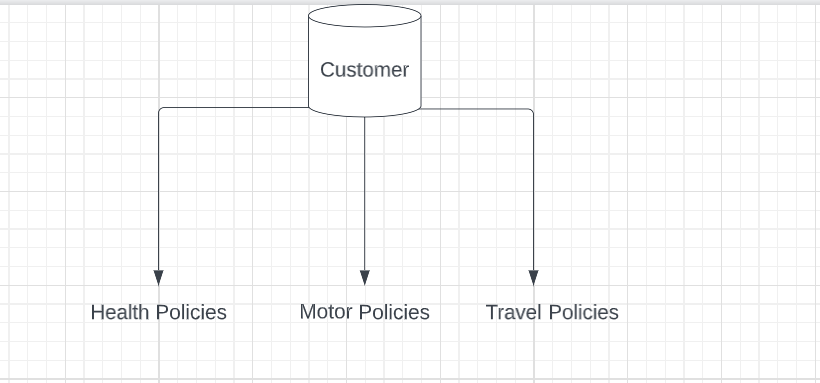 Customer
Health Policies
Motor Policies
Travel Policies